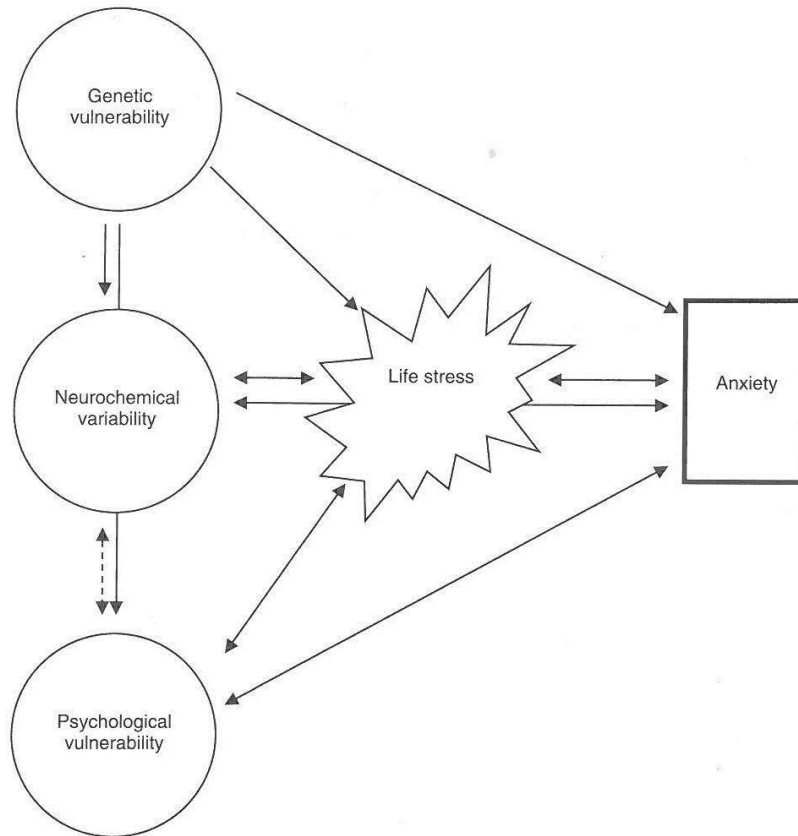 Genetic
vulnerability
Neurochemical
variability
Life stress
Anxiety
Psychological
vulnerability